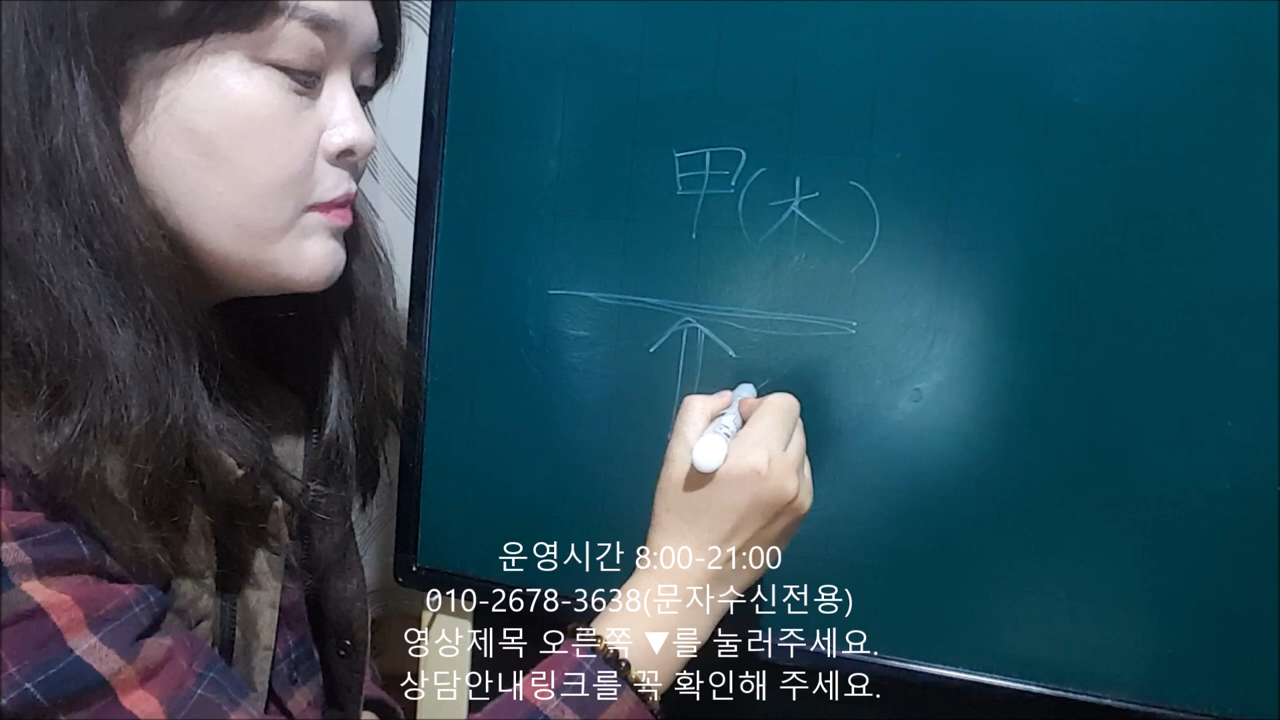 甲(木)
운영시간 8:00-21:00
010-2678-3638(문자수신전용)
영상제목 오른쪽 ▼를 눌러주세요.
상담안내링크를 꼭 확인해 주세요.